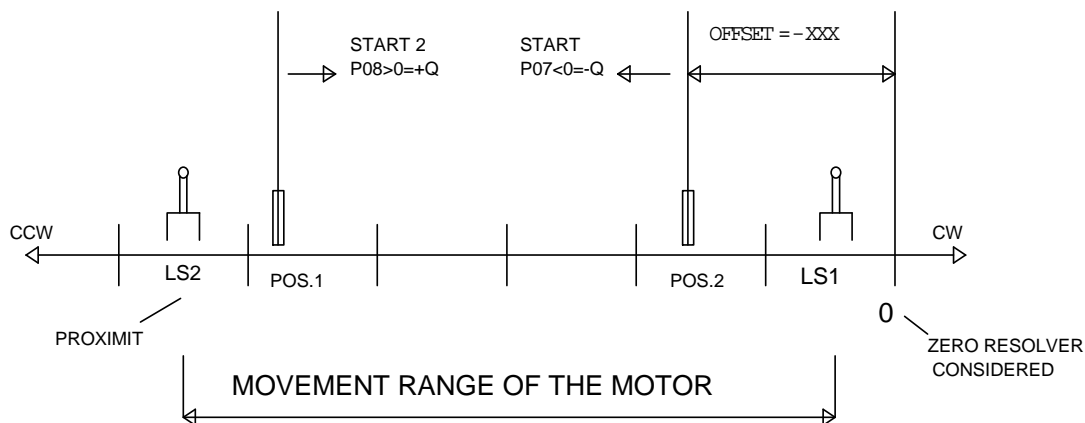 OFFSET =-XXX
START 2
P08>0=+Q
START
P07<0=-Q
CCW
CW
LS2
POS.1
POS.2
LS1
0
PROXIMIT
ZERO RESOLVER
CONSIDERED
MOVEMENT RANGE OF THE MOTOR